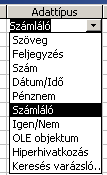 Adattípus
Számláló
Szöveg
Feljegyzés
Szám
Dátum/Idő
Pénznem
Számláló
Igen/Nem
OLE objektum
Hiperhivatkozás
Keresés varázsló...